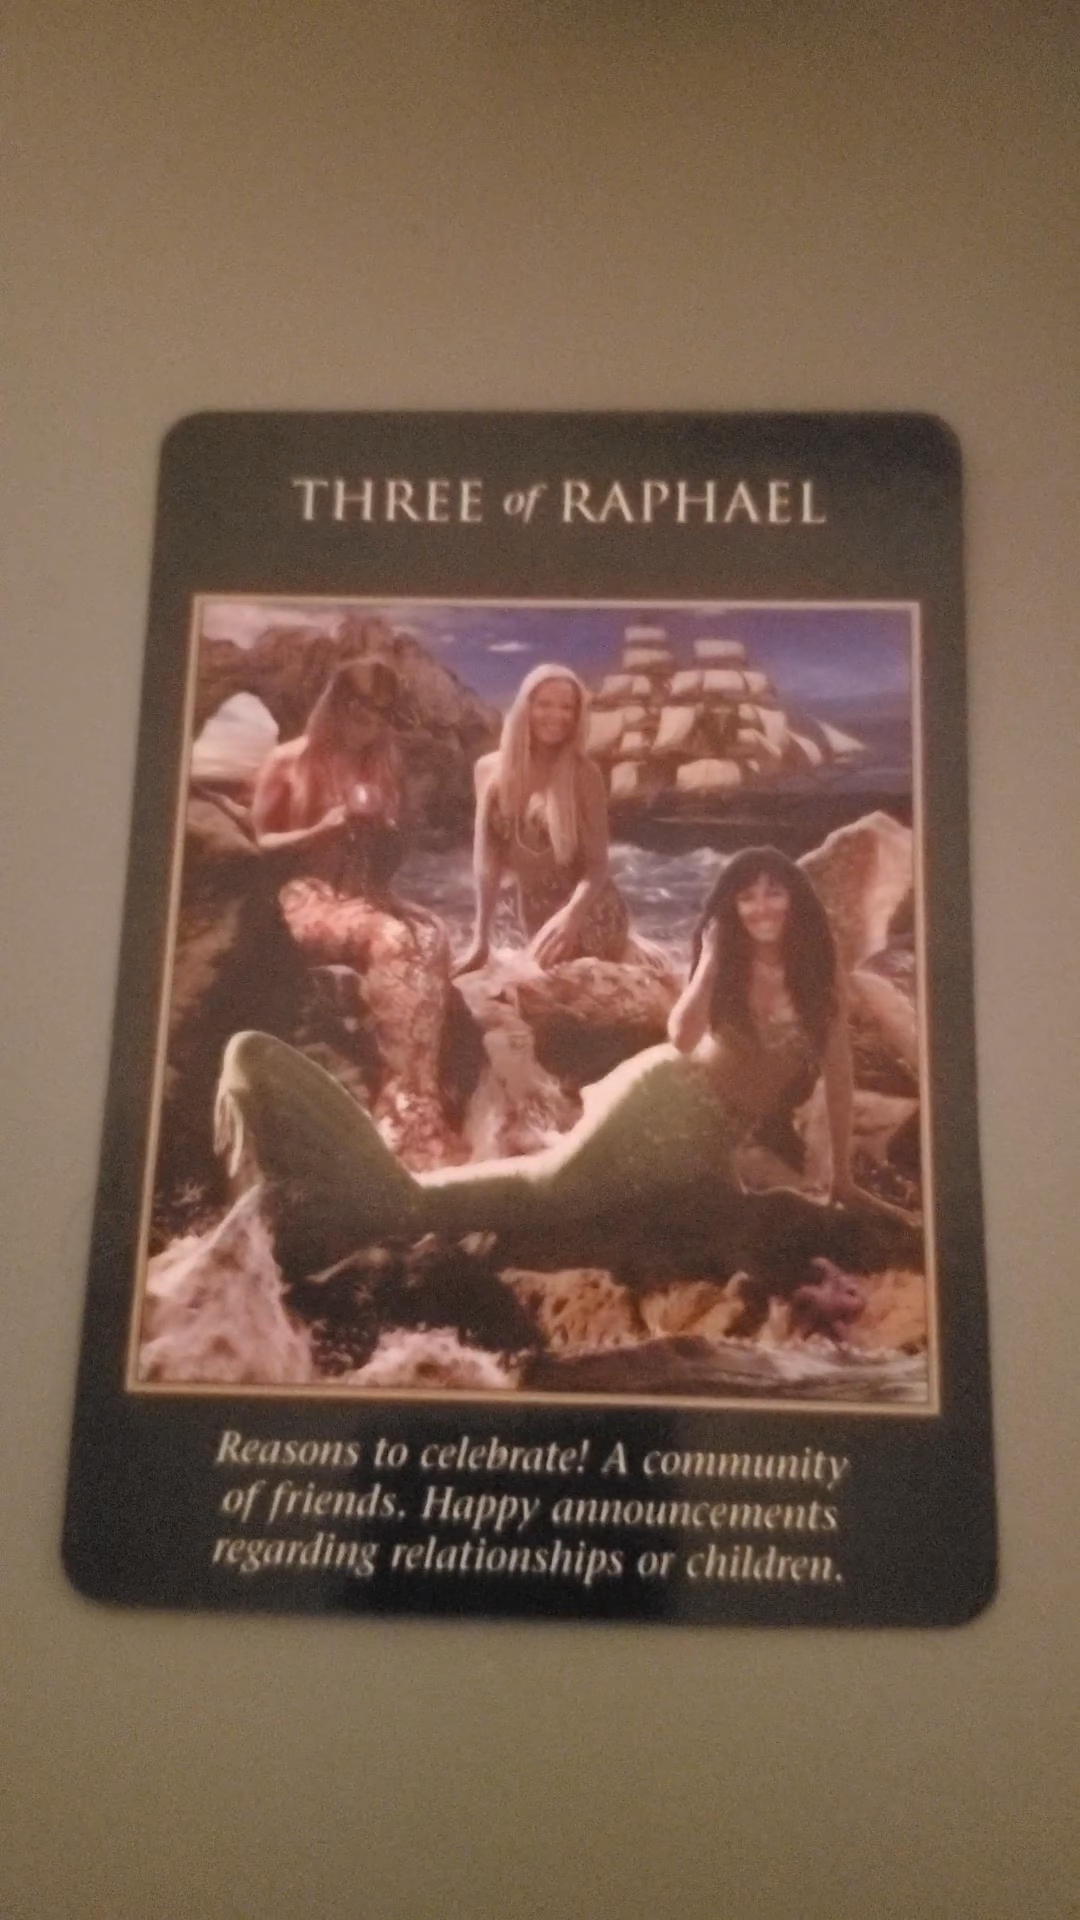 THREE of RAPHAEL
Reasons to celebrate! A community
of friends. Happy announcements
regarding relationships or children.